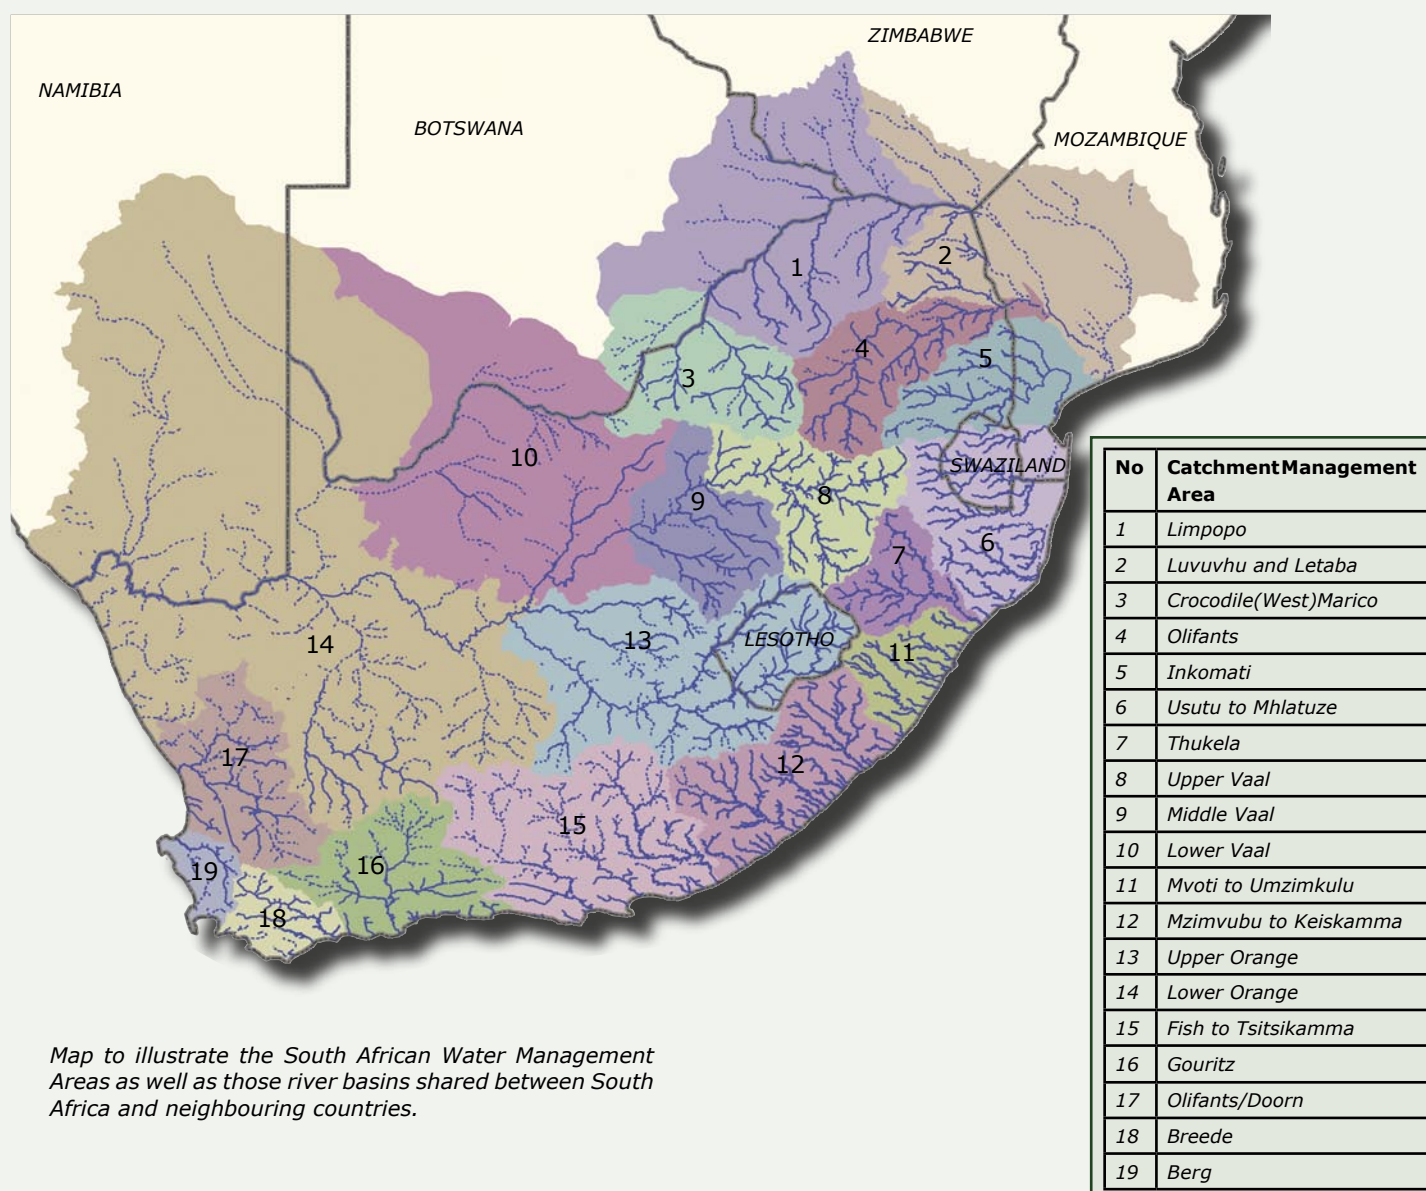 ZIMBABWE
NAMIBIA
BOTSWANA
MOZAMBIQUE
1
2
3
4
5
10
SWAZILAND
9
8
6
7
14
13
LESOTHO
11
17
12
15
16
19
18
No CatchmentManagement
Area
1 Limpopo
2 Luvuvhu and Letaba
3 Crocodile(West)Marico
4 Olifants
5 Inkomati
6 Usutu to Mhlatuze
7 Thukela
8 Upper Vaal
9 Middle Vaal
10 Lower Vaal
11 Mvoti to Umzimkulu
12 Mzimvubu to Keiskamma
13 Upper Orange
14 Lower Orange
15 Fish to Tsitsikamma
16 Gouritz
17 Olifants/Doorn
18 Breede
19 Berg
Map to illustrate the South African Water Management
Areas as well as those river basins shared between South
Africa and neighbouring countries.